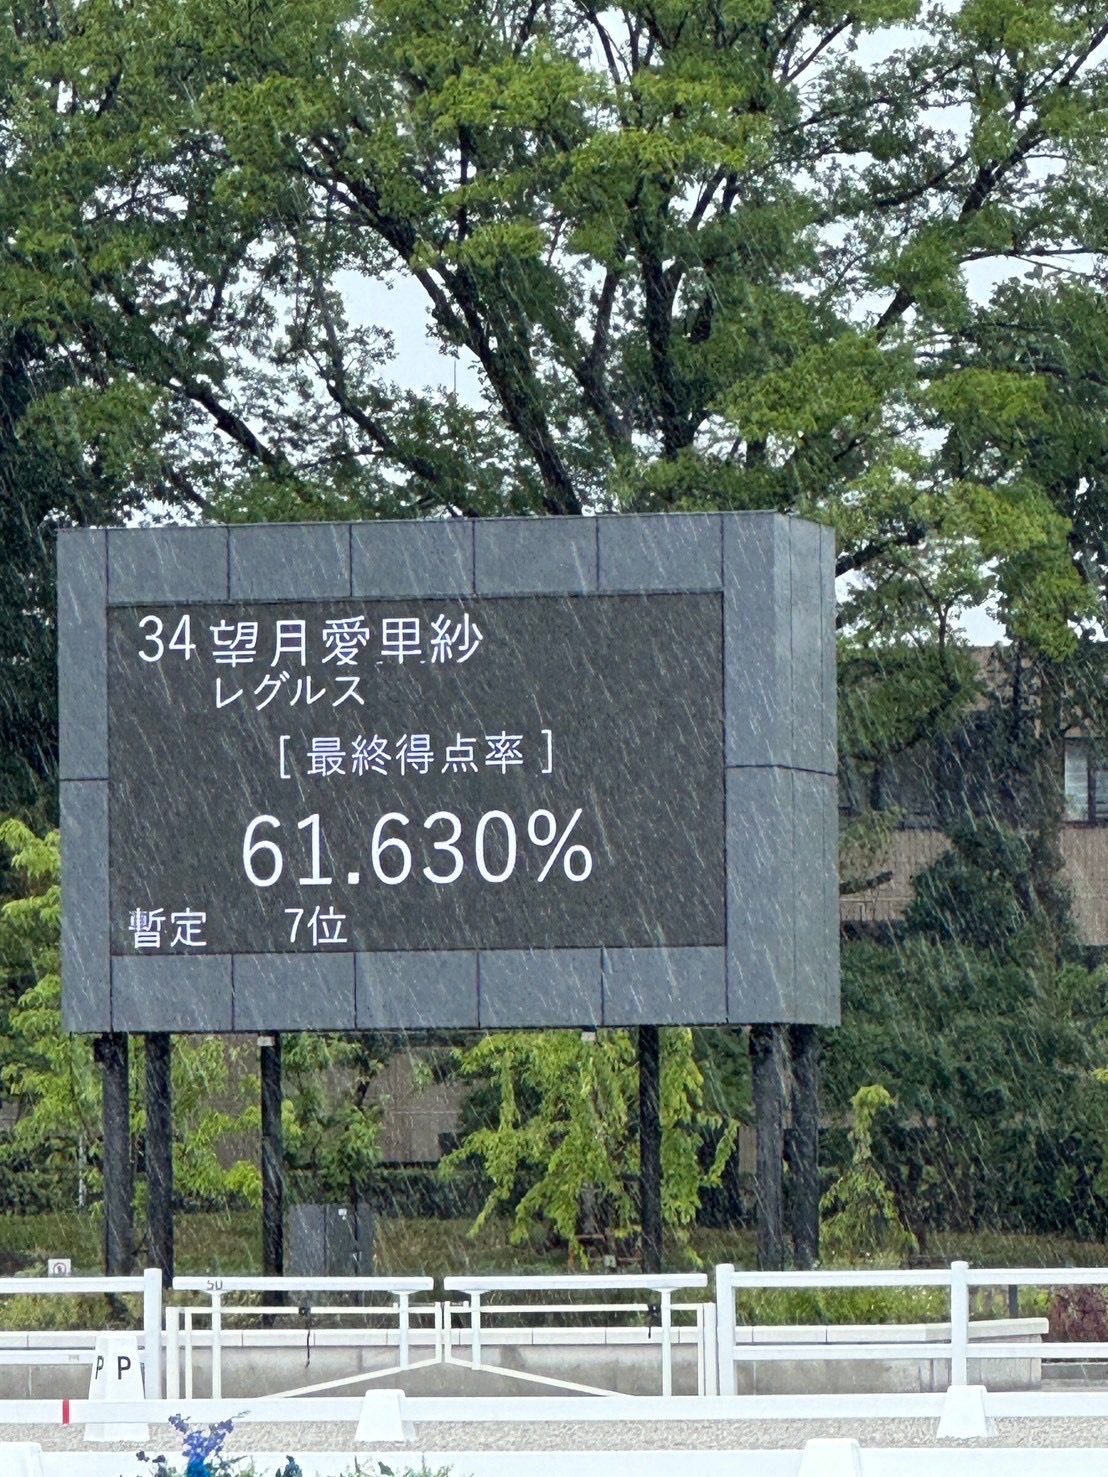 34 望月愛里紗
レグルス
[ 最終得点率 ]
61.630%
暫定 7位
50
P P